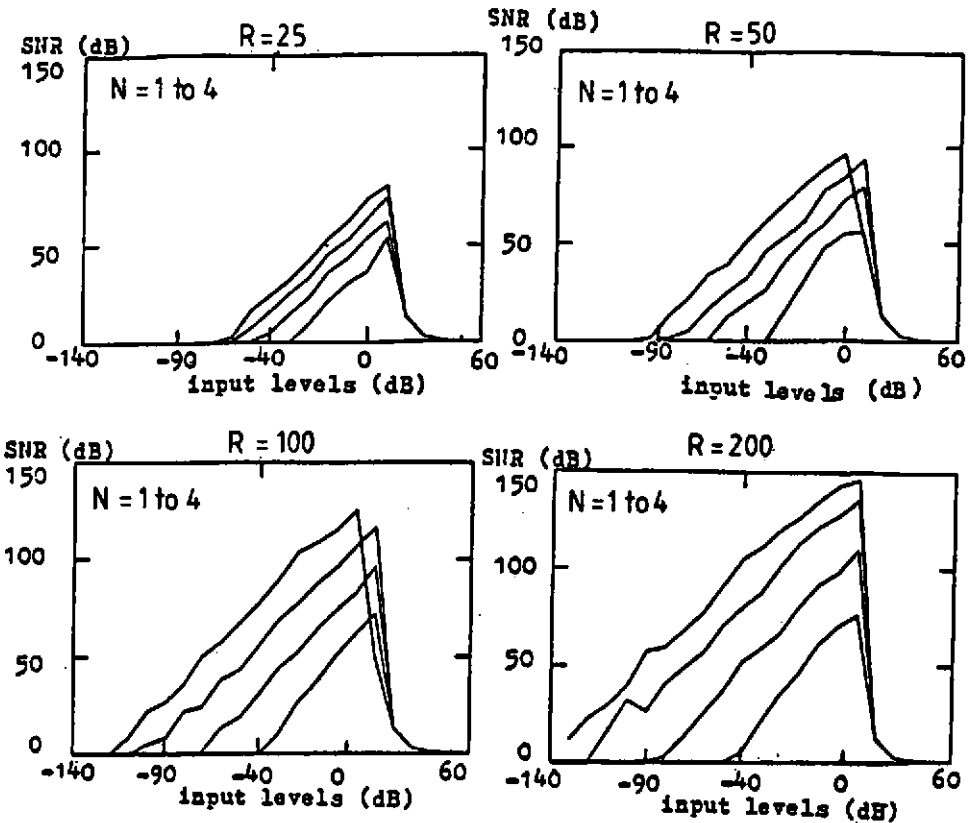 SNR (dB)
R = 25
150
N = 1 to 4
100
50
0
-140
-90
-40
0
60
input levels (dB)
SNR (dB)
R = 50
150
N = 1 to 4
100
50
0
-140
-90
-40
0
60
input levels (dB)
SNR (dB)
R = 100
150
N = 1 to 4
100
50
0
-140
-90
-40
0
60
input levels (dB)
SNR (dB)
R = 200
150
N = 1 to 4
100
50
0
-140
-90
-40
0
60
input levels (dB)